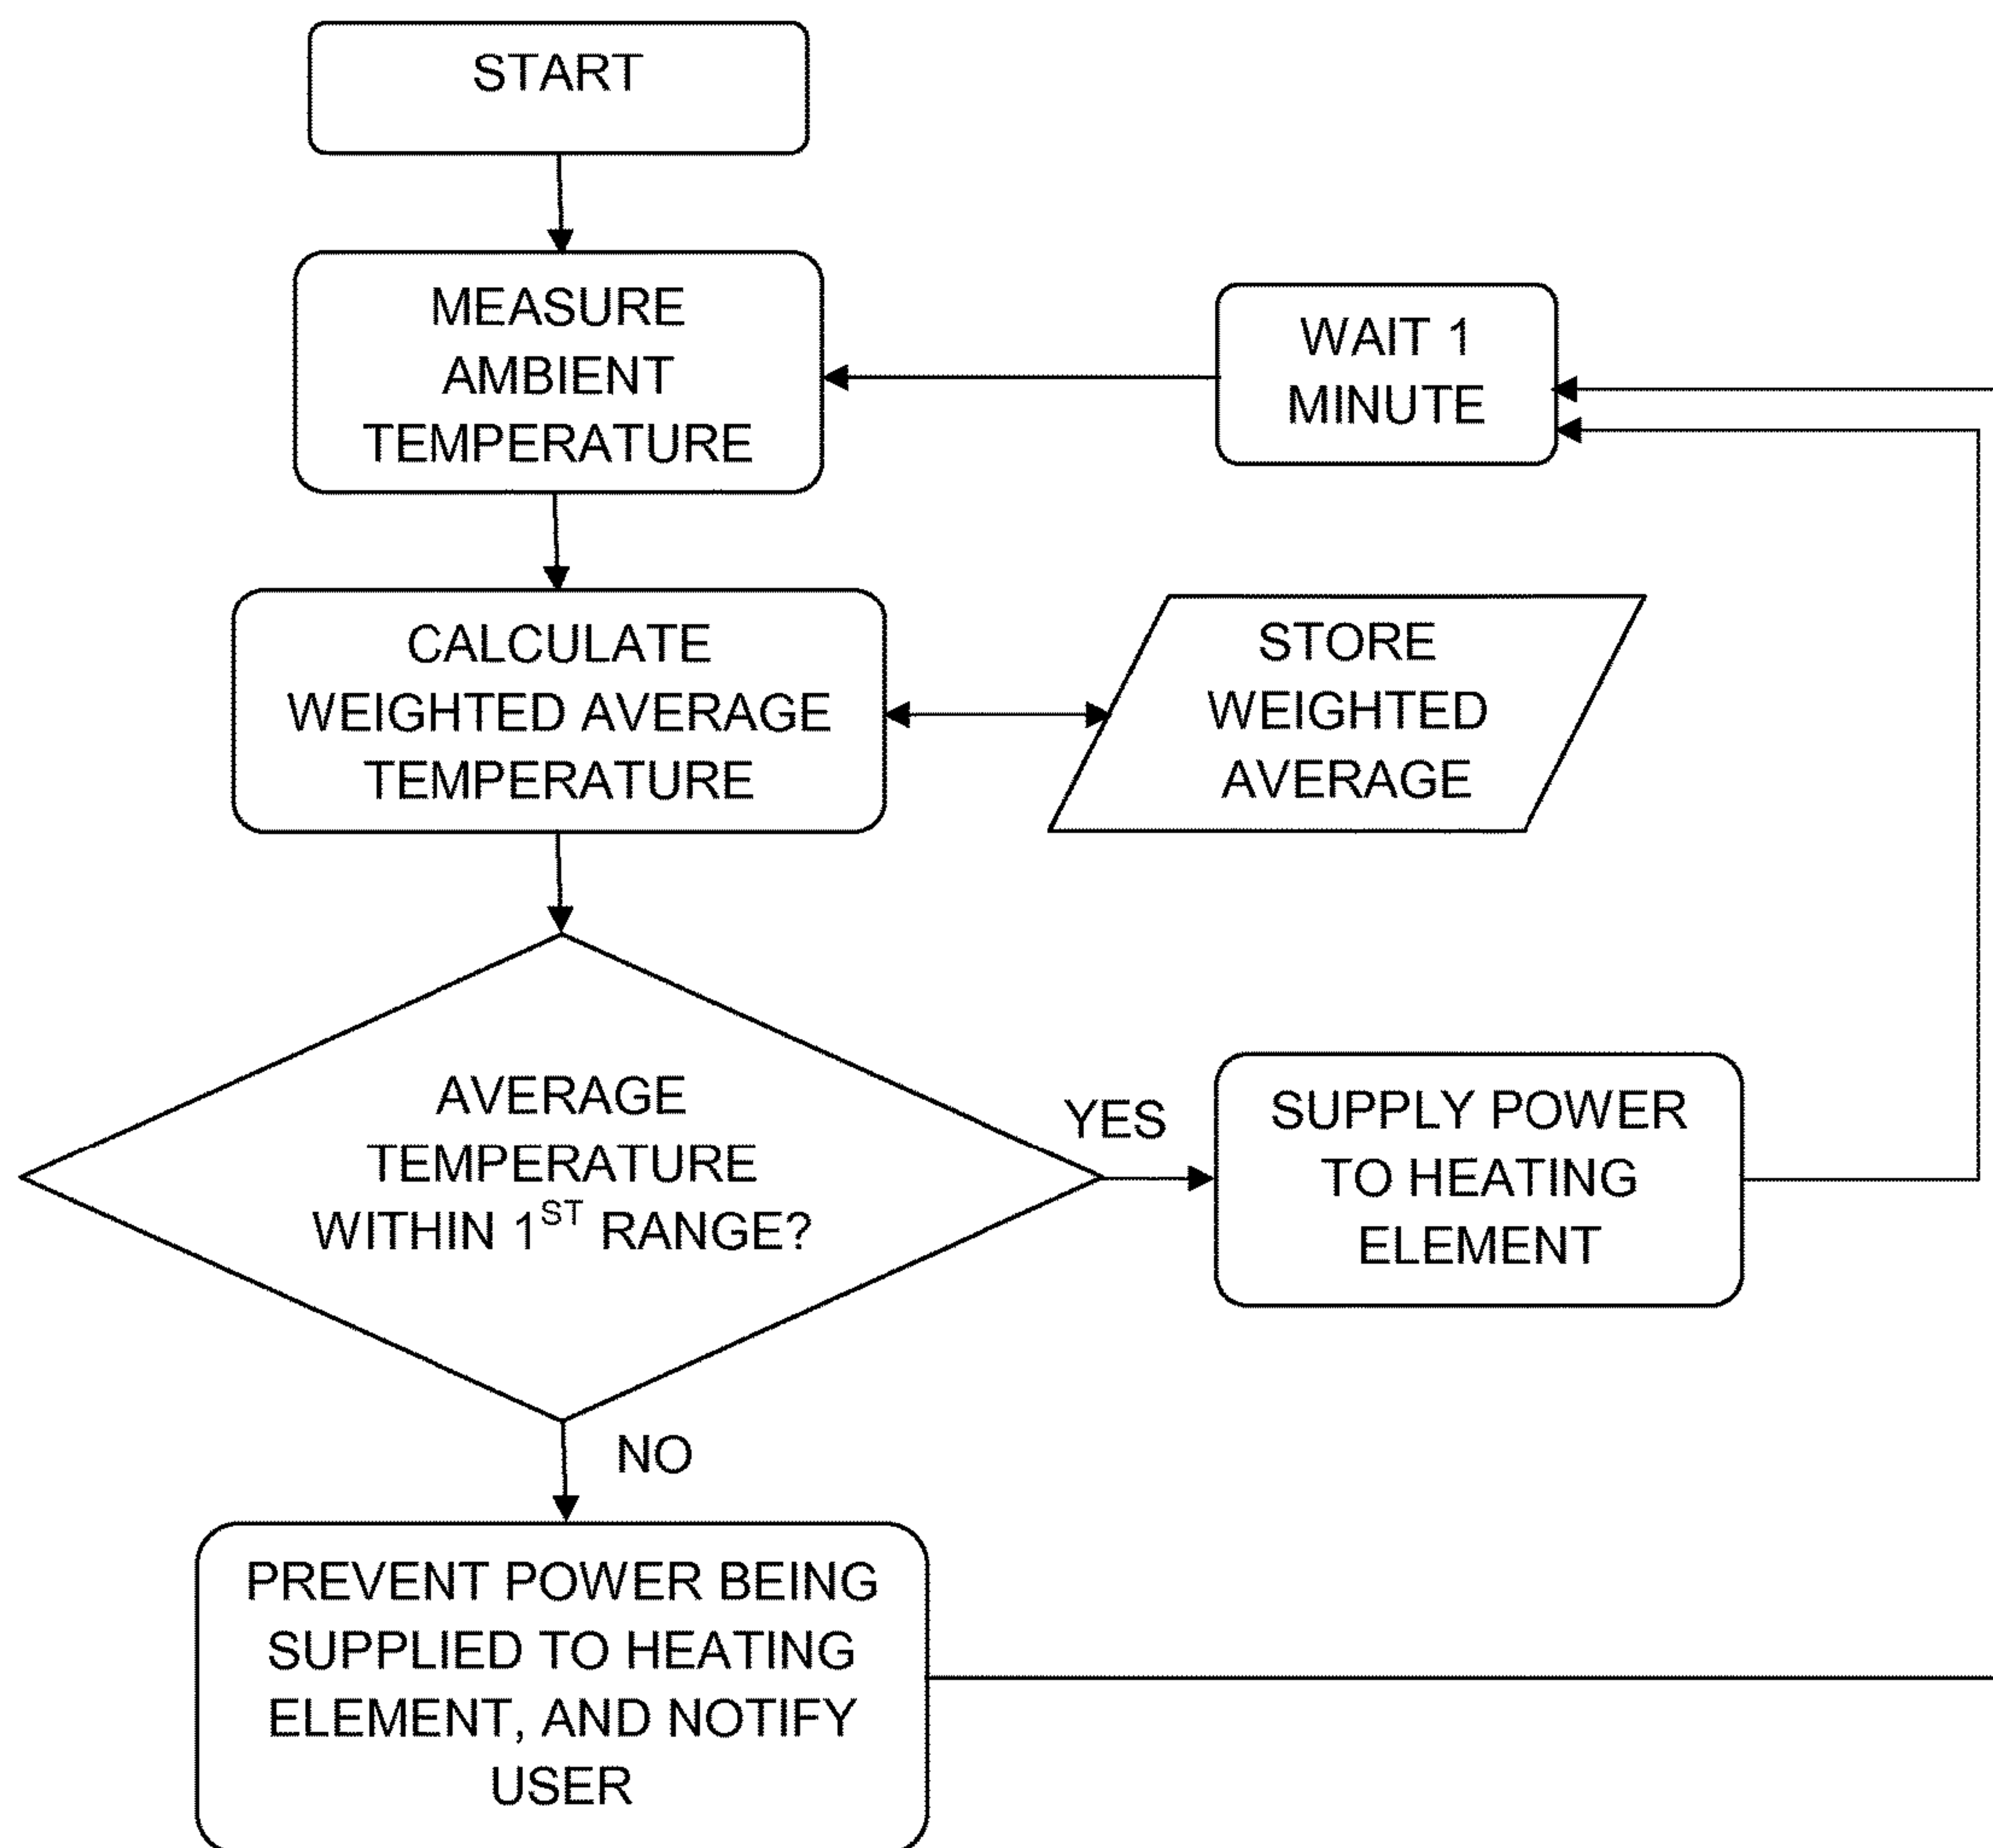 START
MEASURE
AMBIENT
TEMPERATURE
WAIT 1
MINUTE
CALCULATE
WEIGHTED AVERAGE
TEMPERATURE
STORE
WEIGHTED
AVERAGE
AVERAGE
TEMPERATURE
WITHIN 1ST RANGE?
YES
SUPPLY POWER
TO HEATING
ELEMENT
NO
PREVENT POWER BEING
SUPPLIED TO HEATING
ELEMENT, AND NOTIFY
USER